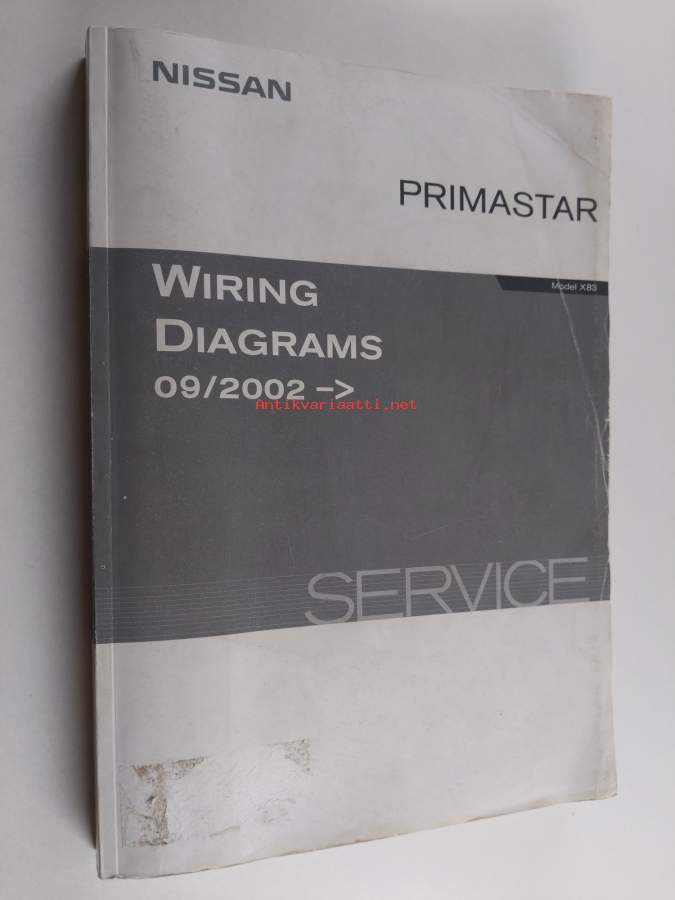 NISSAN
PRIMASTAR
Model X83
WIRING
DIAGRAMS
09/2002 –>
Antikvariaatti.net
SERVICE